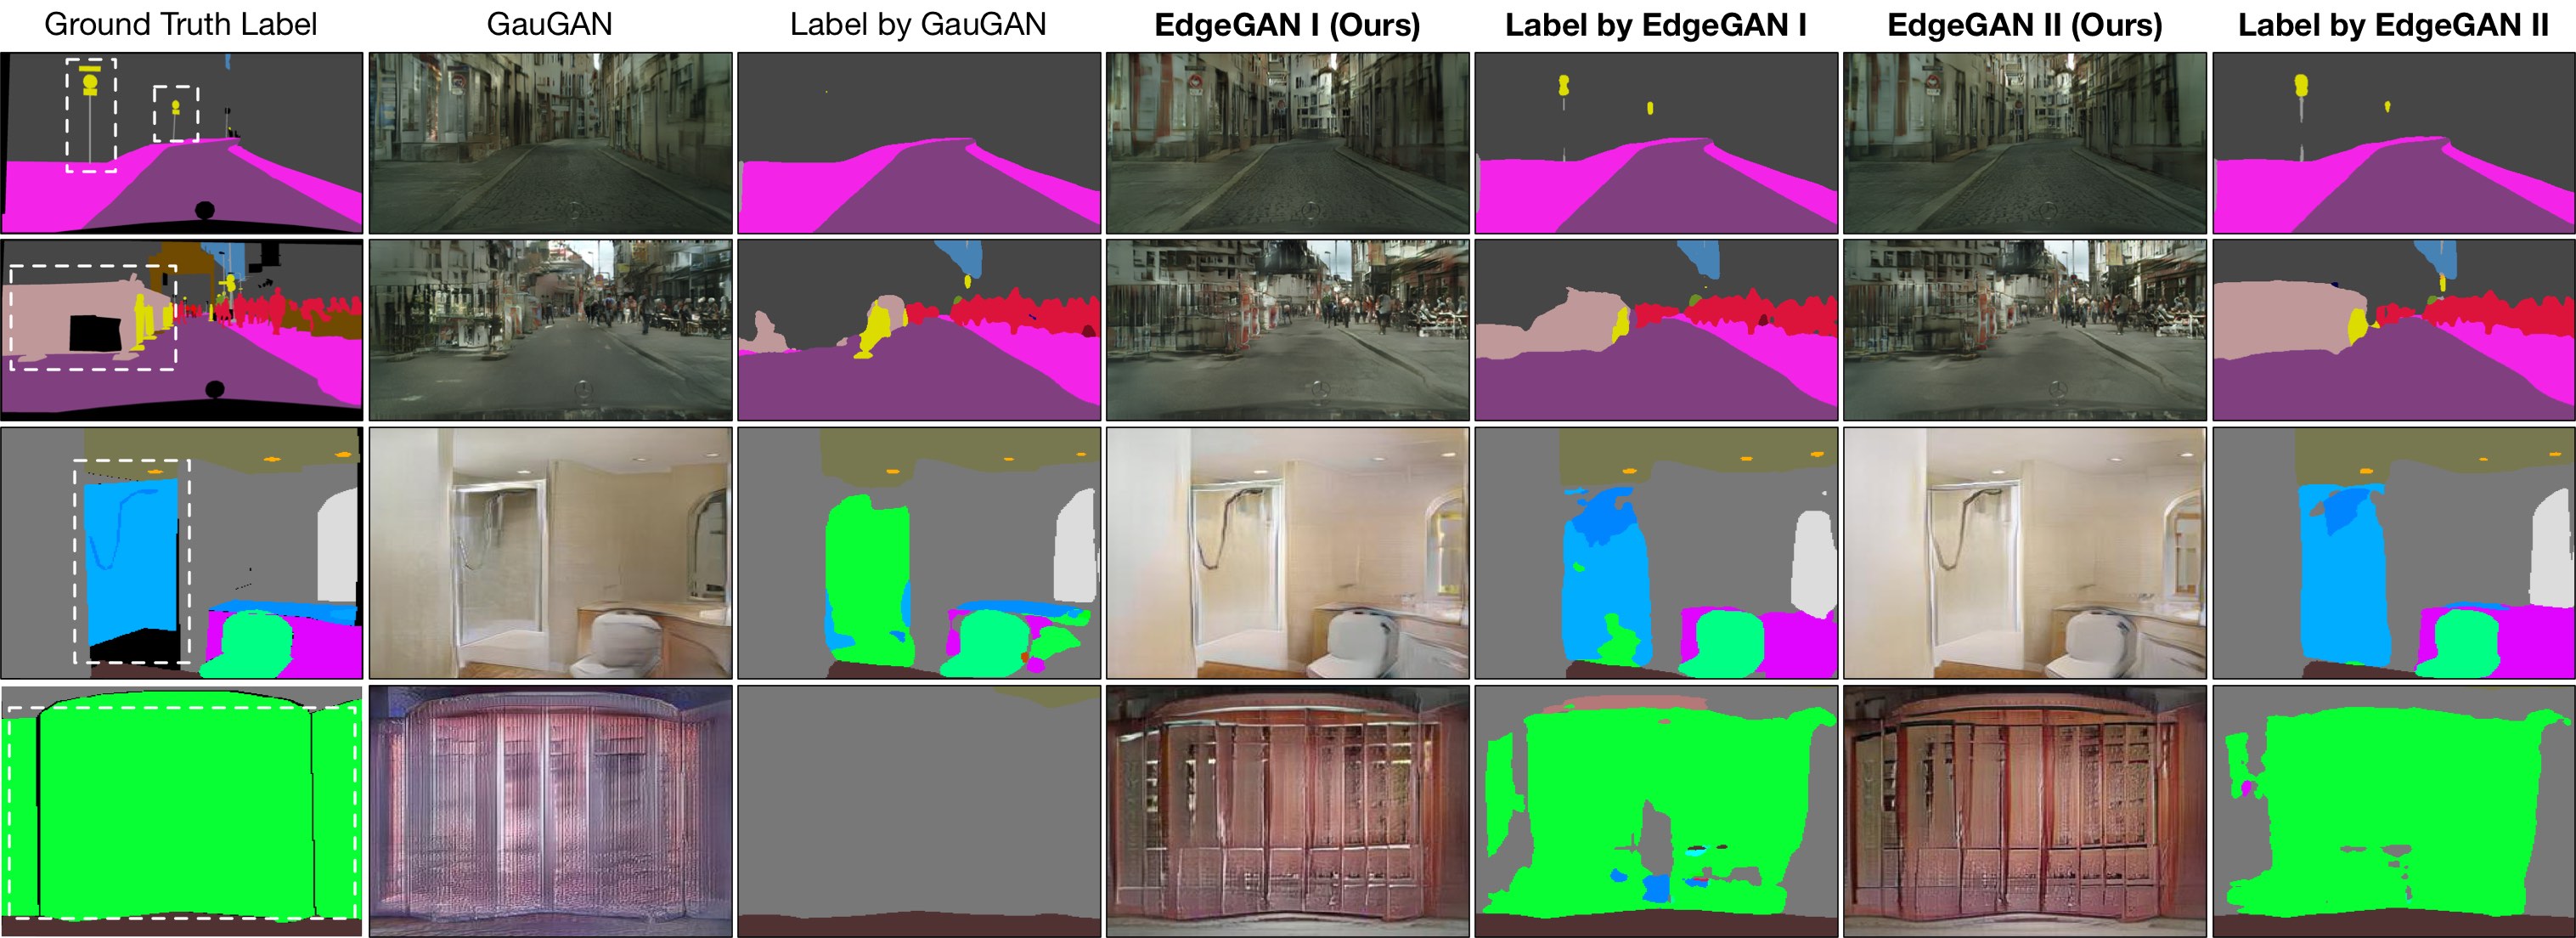 Ground Truth Label
GauGAN
Label by GauGAN
EdgeGAN I (Ours)
Label by EdgeGAN I
EdgeGAN II (Ours)
Label by EdgeGAN II